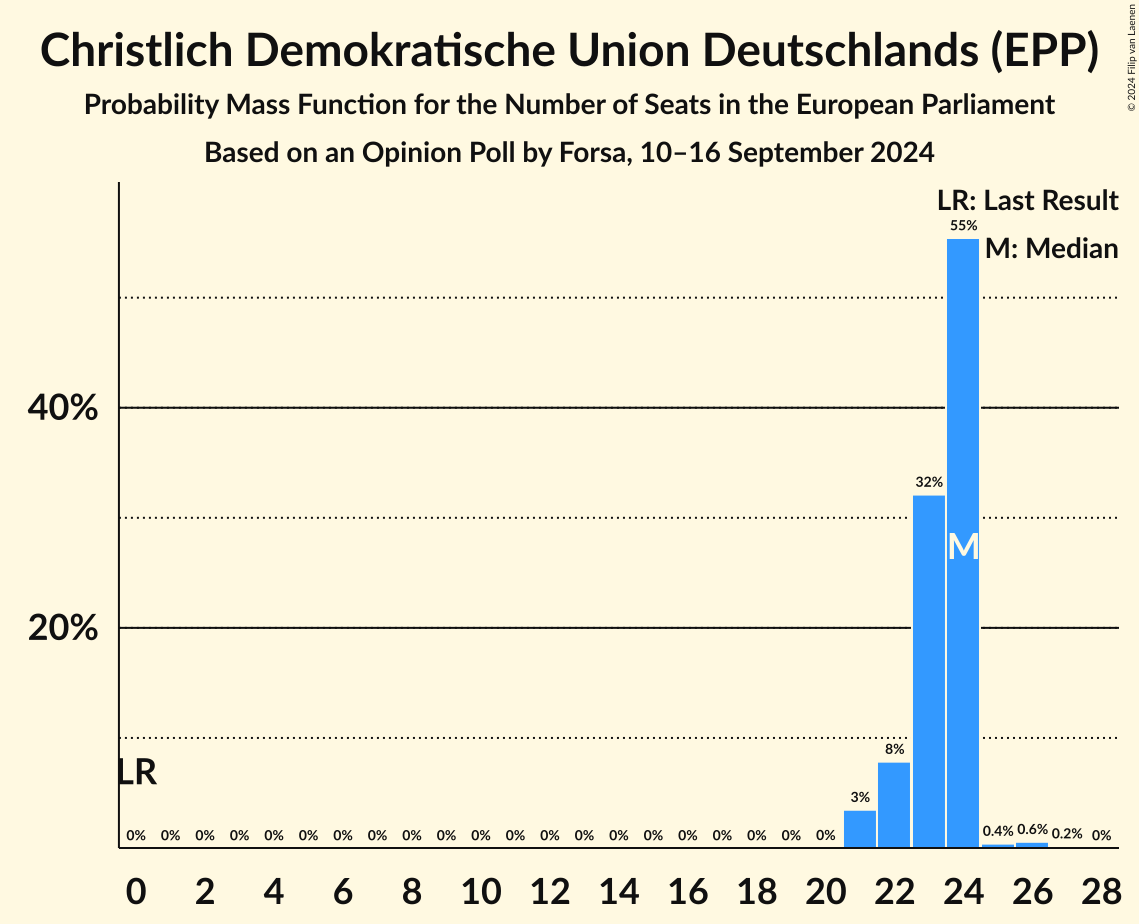 Christlich Demokratische Union Deutschlands (EPP)
Probability Mass Function for the Number of Seats in the European Parliament
Based on an Opinion Poll by Forsa, 10–16 September 2024
© 2024 Filip van Laenen
LR: Last Result
M: Median
55%
40%
32%
M
20%
8%
LR
3%
0% 0% 0% 0% 0% 0% 0% 0% 0% 0% 0% 0% 0% 0% 0% 0% 0% 0% 0% 0% 0% 0.4% 0.6% 0.2% 0%
0 2 4 6 8 10 12 14 16 18 20 22 24 26 28